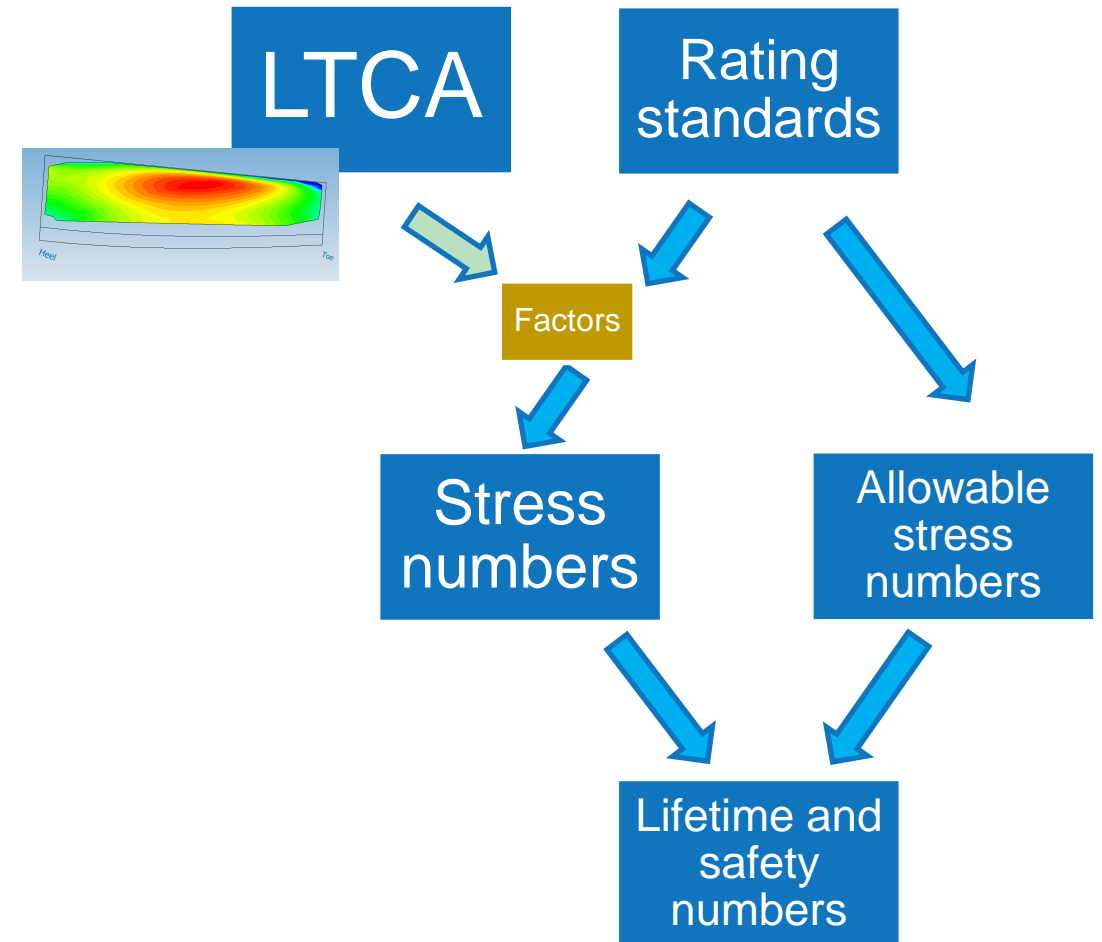 LTCA
Rating
standards
Heel
Toe
Factors
Stress
numbers
Allowable
stress
numbers
Lifetime and
safety
numbers